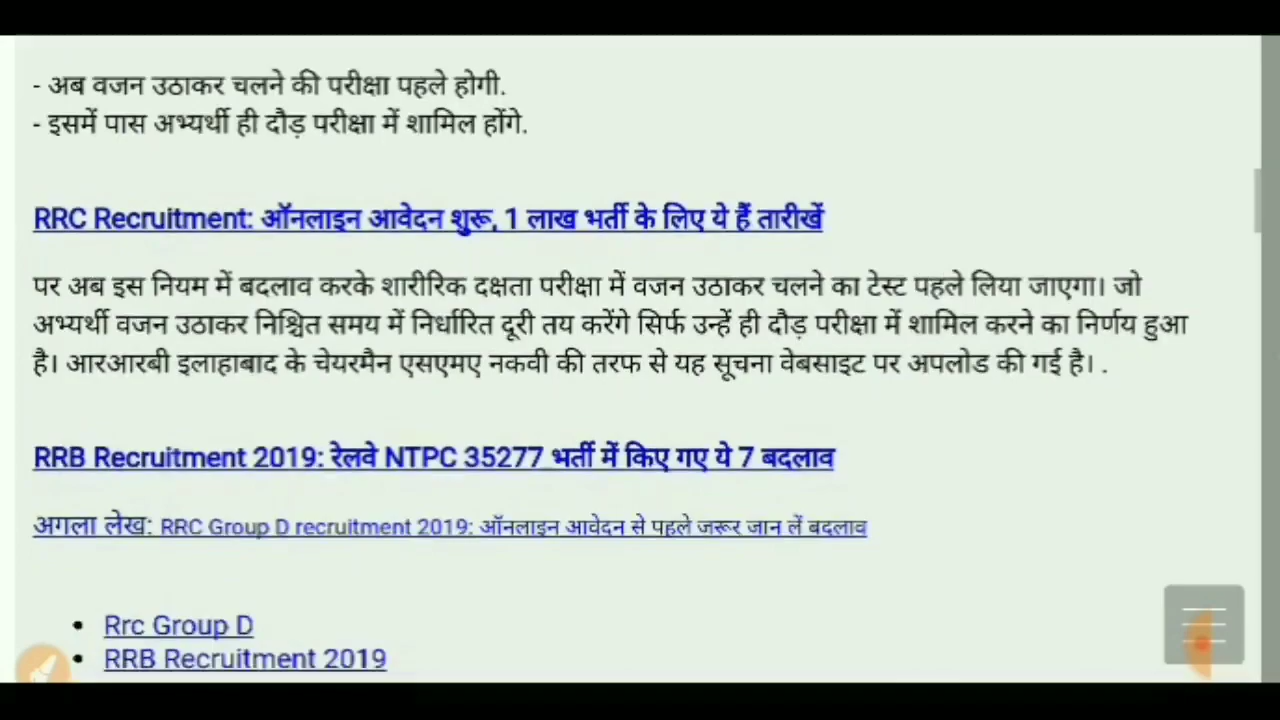 - अब वजन उठाकर चलने की परीक्षा पहले होगी.
- इसमें पास अभ्यर्थी ही दौड़ परीक्षा में शामिल होंगे.
RRC Recruitment: ऑनलाइन आवेदन शुरू, 1 लाख भर्ती के लिए ये हैं तारीखें
पर अब इस नियम में बदलाव करके शारीरिक दक्षता परीक्षा में वजन उठाकर चलने का टेस्ट पहले लिया जाएगा। जो
अभ्यर्थी वजन उठाकर निश्चित समय में निर्धारित दूरी तय करेंगे सिर्फ उन्हें ही दौड़ परीक्षा में शामिल करने का निर्णय हुआ
है। आरआरबी इलाहाबाद के चेयरमैन एसएमए नकवी की तरफ से यह सूचना वेबसाइट पर अपलोड की गई है। .
RRB Recruitment 2019: रेलवे NTPC 35277 भर्ती में किए गए ये 7 बदलाव
अगला लेख: RRC Group D recruitment 2019: ऑनलाइन आवेदन से पहले जरूर जान लें बदलाव
• Rrc Group D
• RRB Recruitment 2019